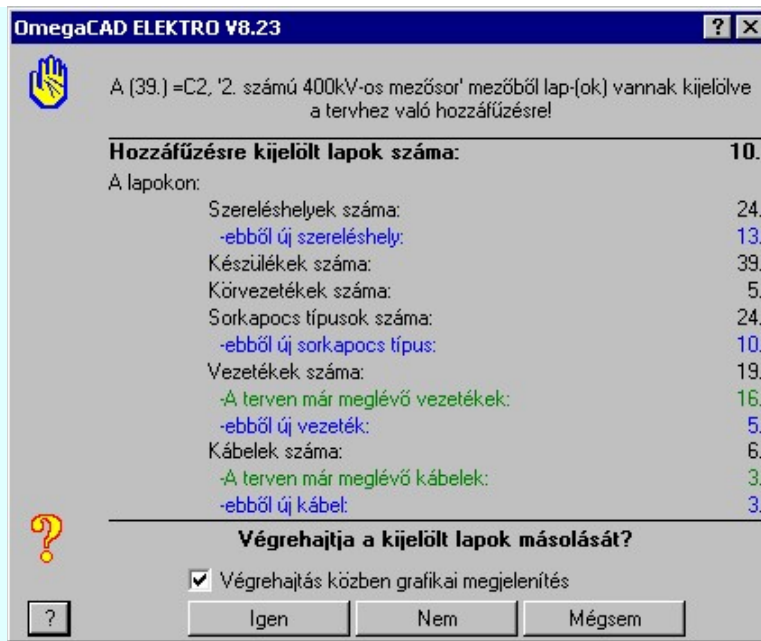 OmegaCAD ELEKTRO V8.23
A (39.) =C2, '2. számú 400kV-os mezősor' mezőből lap-(ok) vannak kijelölve
a tervhez való hozzáfűzésre!
Hozzáfűzésre kijelölt lapok száma: 10.
A lapokon:
Szereléshelyek száma: 24.
-ebből új szereléshely: 13.
Készülékek száma: 39.
Körvezetékek száma: 5.
Sorkapocs típusok száma: 24.
-ebből új sorkapocs típus: 10.
Vezetékek száma: 19.
-A terven már meglévő vezetékek: 16.
-ebből új vezeték: 5.
Kábelek száma: 6.
-A terven már meglévő kábelek: 3.
-ebből új kábel: 3.
Végrehajtja a kijelölt lapok másolását?
Végrehajtás közben grafikai megjelenítés
? Igen Nem Mégsem